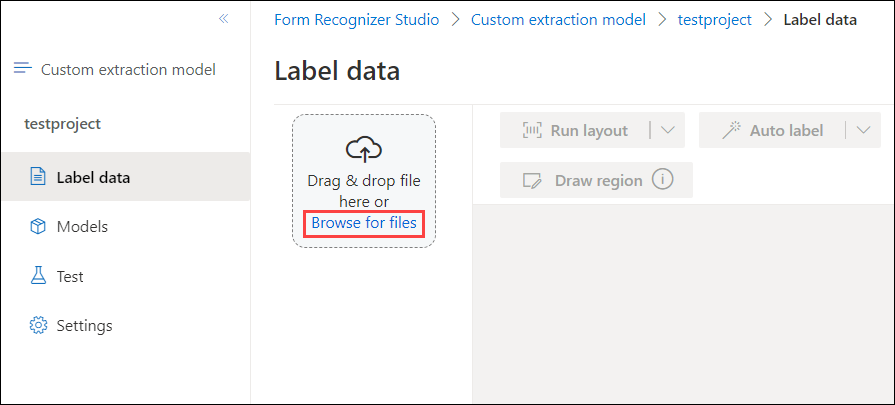 Form Recognizer Studio > Custom extraction model > testproject > Label data
Custom extraction model
testproject
Label data
Models
Test
Settings
Label data
Drag & drop file
here or
Browse for files
Run layout
Auto label
Draw region